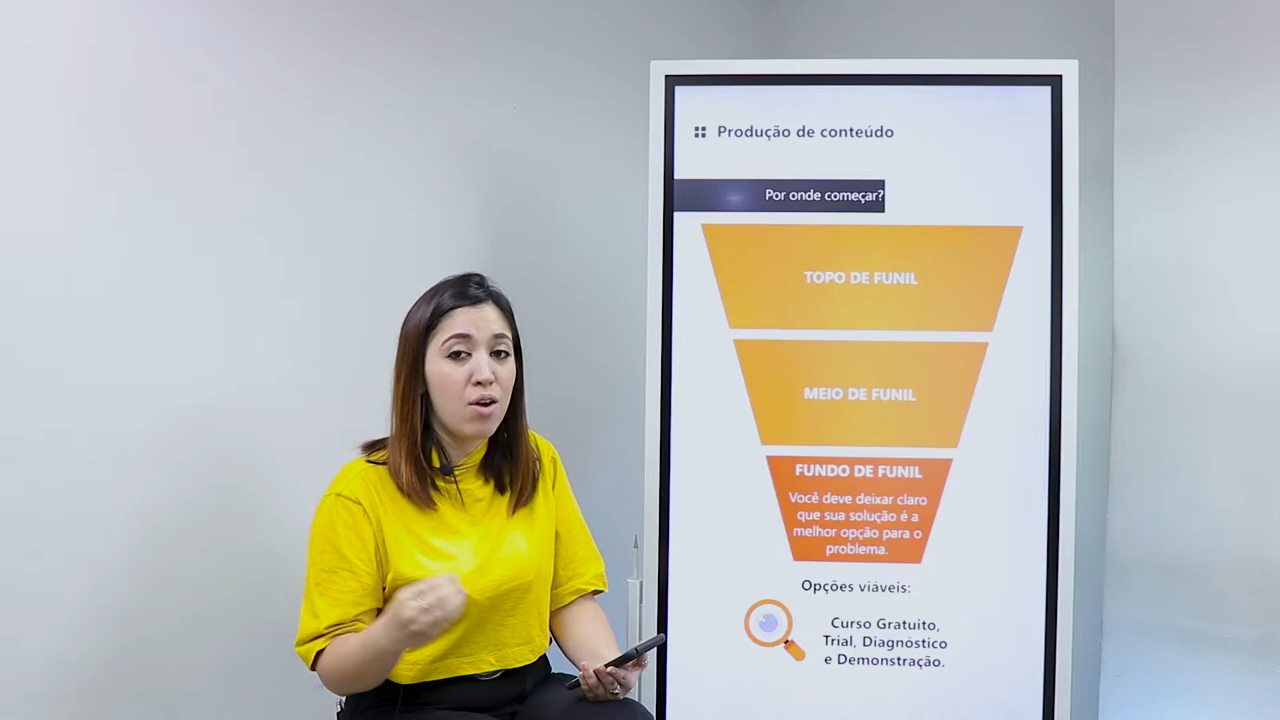 Produção de conteúdo
Por onde começar?
TOPO DE FUNIL
MEIO DE FUNIL
FUNDO DE FUNIL
Você deve deixar claro
que sua solução é a
melhor opção para o
problema.
Opções viáveis:
Curso Gratuito,
Trial, Diagnóstico
e Demonstração.